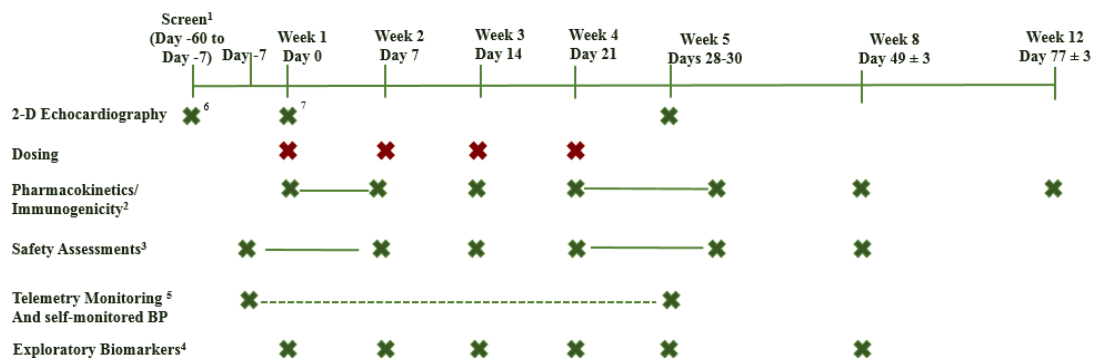 Screen1
(Day -60 to
Day -7)
Day -7
Week 1
Day 0
Week 2
Day 7
Week 3
Day 14
Week 4
Day 21
Week 5
Days 28-30
Week 8
Day 49 ± 3
Week 12
Day 77 ± 3
2-D Echocardiography
6
7
Dosing
Pharmacokinetics/
Immunogenicity2
Safety Assessments3
Telemetry Monitoring 5
And self-monitored BP
Exploratory Biomarkers4